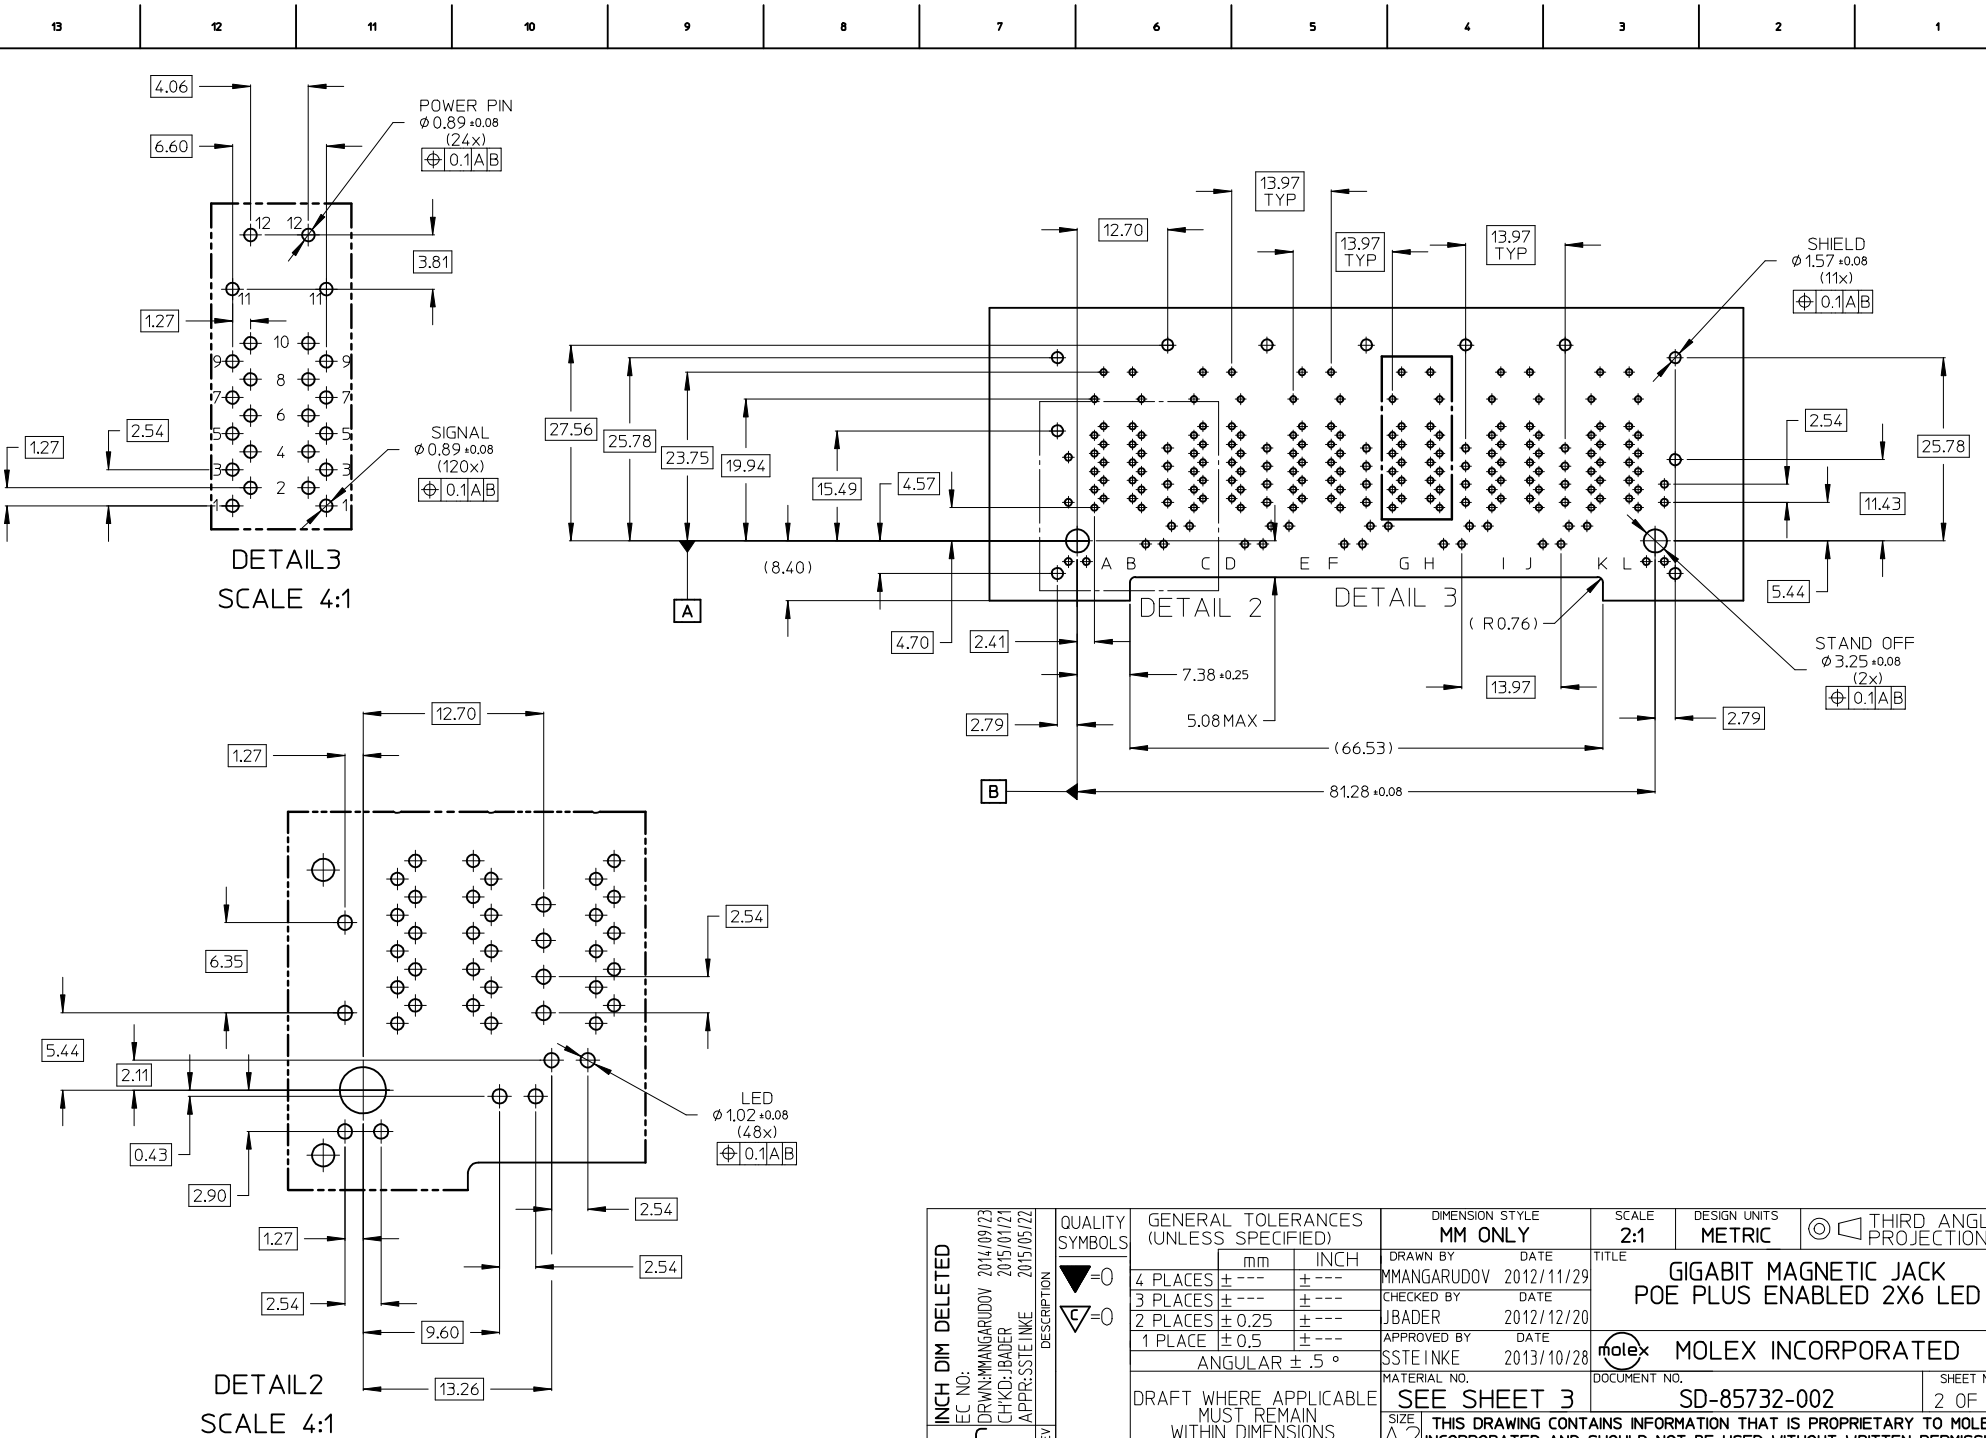 13 12 11 10 9 8 7 6 5 4 3 2 1
4.06
6.60
POWER PIN
Ø0.89 ±0.08
(24x)
⌖ 0.1 A B
12 12
3.81
11 11
1.27
10
9 9
8
7 7
6
5 5
4
3 3
2
1 1
1.27
2.54
SIGNAL
Ø0.89 ±0.08
(120x)
⌖ 0.1 A B
DETAIL3
SCALE 4:1
13.97
TYP
12.70
13.97
TYP
13.97
TYP
SHIELD
Ø1.57 ±0.08
(11x)
⌖ 0.1 A B
27.56
25.78
23.75
19.94
15.49
4.57
2.54
25.78
11.43
(8.40)
A
A B C D E F G H I J K L
DETAIL 2
DETAIL 3
5.44
(R0.76)
4.70
2.41
7.38 ±0.25
13.97
STAND OFF
Ø3.25 ±0.08
(2x)
⌖ 0.1 A B
2.79
5.08 MAX
2.79
(66.53)
B
81.28 ±0.08
12.70
1.27
2.54
6.35
5.44
2.11
0.43
2.90
LED
Ø1.02 ±0.08
(48x)
⌖ 0.1 A B
2.54
1.27
2.54
2.54
9.60
13.26
DETAIL2
SCALE 4:1
INCH DIM DELETED
EC NO:
DRWN:MMANGARUDOV 2014/09/23
CH'KD:JBADER 2015/01/21
APPR:SSTEINKE 2015/05/22
DESCRIPTION
QUALITY
SYMBOLS
=0
C =0
GENERAL TOLERANCES
(UNLESS SPECIFIED)
mm INCH
4 PLACES ± --- ± ---
3 PLACES ± --- ± ---
2 PLACES ± 0.25 ± ---
1 PLACE ± 0.5 ± ---
ANGULAR ± .5 °
DRAFT WHERE APPLICABLE
MUST REMAIN
WITHIN DIMENSIONS
DIMENSION STYLE
MM ONLY
SCALE
2:1
DESIGN UNITS
METRIC
THIRD ANGL
PROJECTION
DRAWN BY DATE
MMANGARUDOV 2012/11/29
CHECKED BY DATE
JBADER 2012/12/20
APPROVED BY DATE
SSTEINKE 2013/10/28
TITLE
GIGABIT MAGNETIC JACK
POE PLUS ENABLED 2X6 LED
molex MOLEX INCORPORATED
MATERIAL NO.
SEE SHEET 3
DOCUMENT NO.
SD-85732-002
SHEET N
2 OF
SIZE
THIS DRAWING CONTAINS INFORMATION THAT IS PROPRIETARY TO MOLE